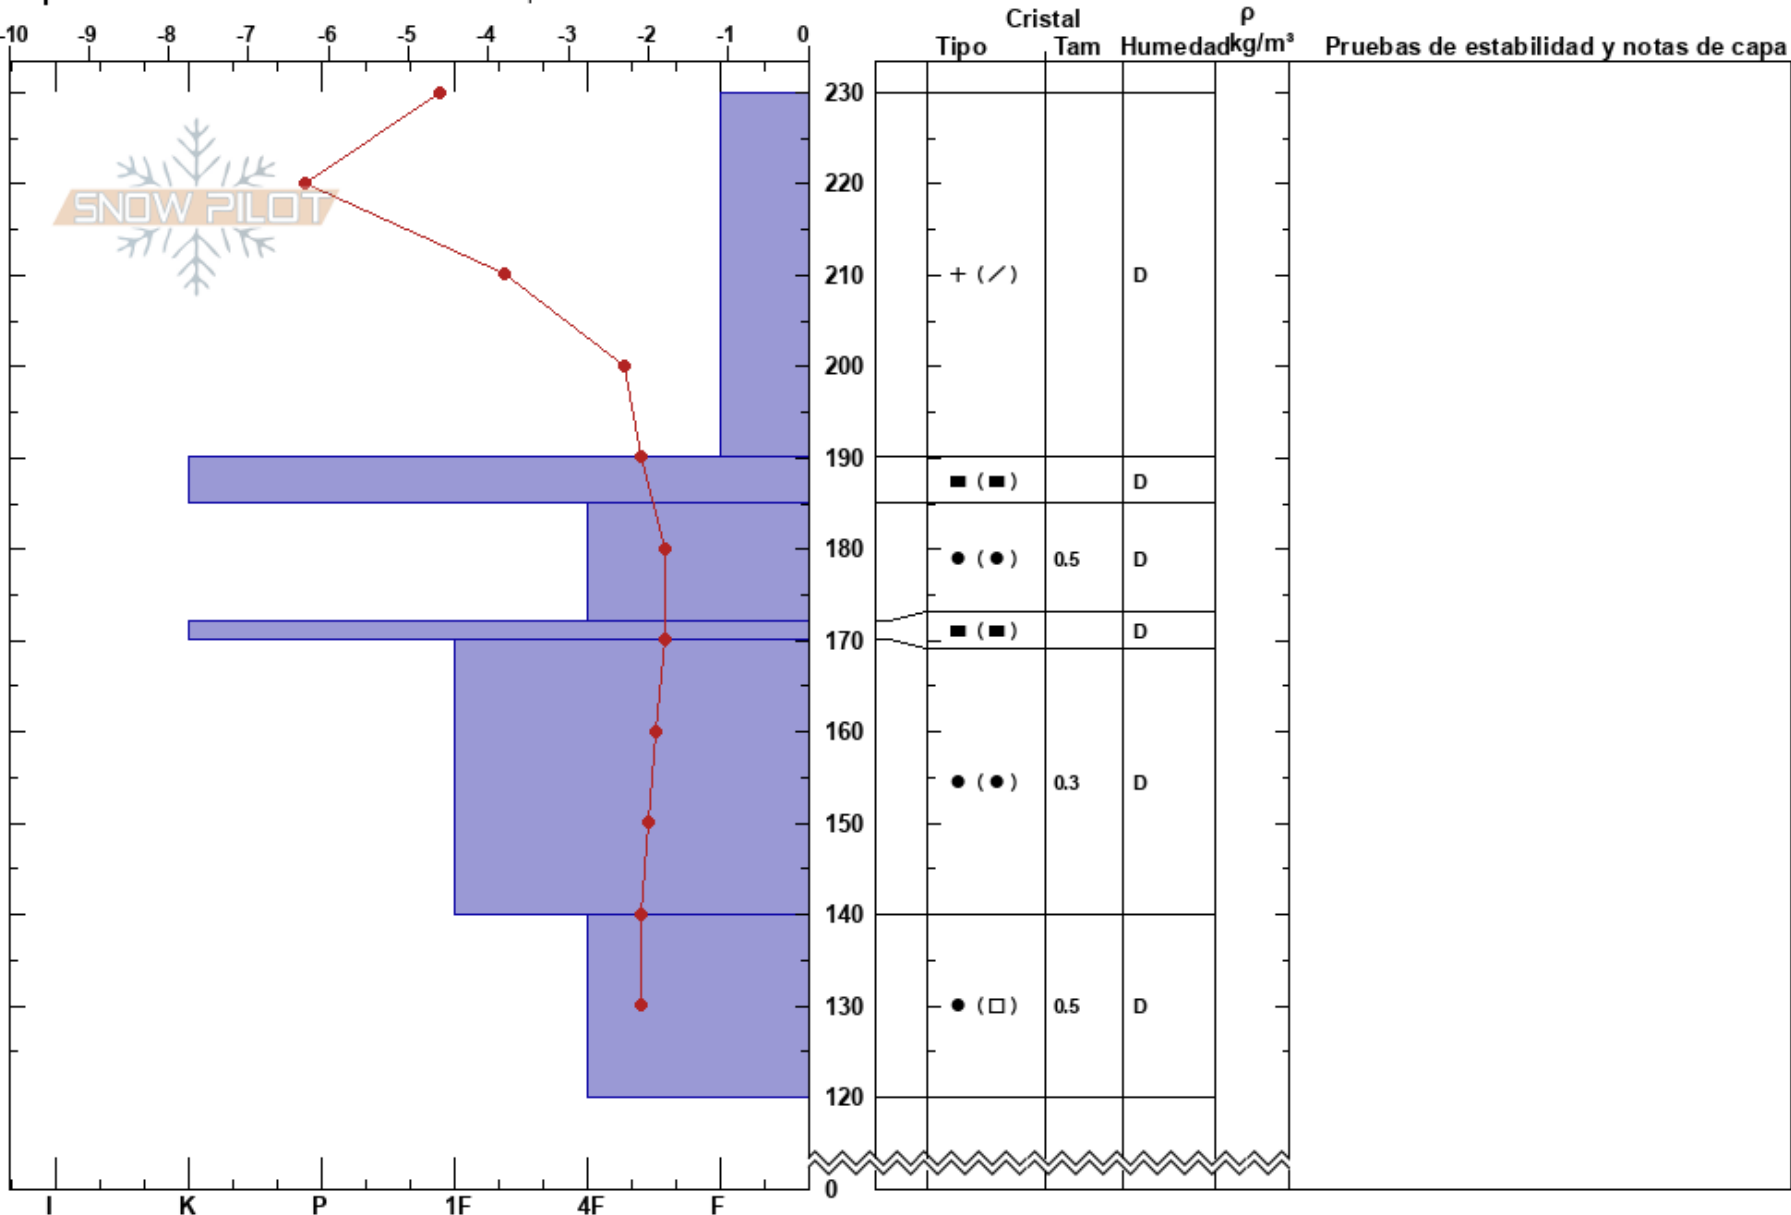 Cristal ρ
-10 -9 -8 -7 -6 -5 -4 -3 -2 -1 0 Tipo Tam Humedad kg/m³ Pruebas de estabilidad y notas de capa
230
220
SNOW PILOT
210 + (/) D
200
190
■ (■) D
180 ● (●) 0.5 D
170 ■ (■) D
160
● (●) 0.3 D
150
140
130 ● (□) 0.5 D
120
0
I K P 1F 4F F